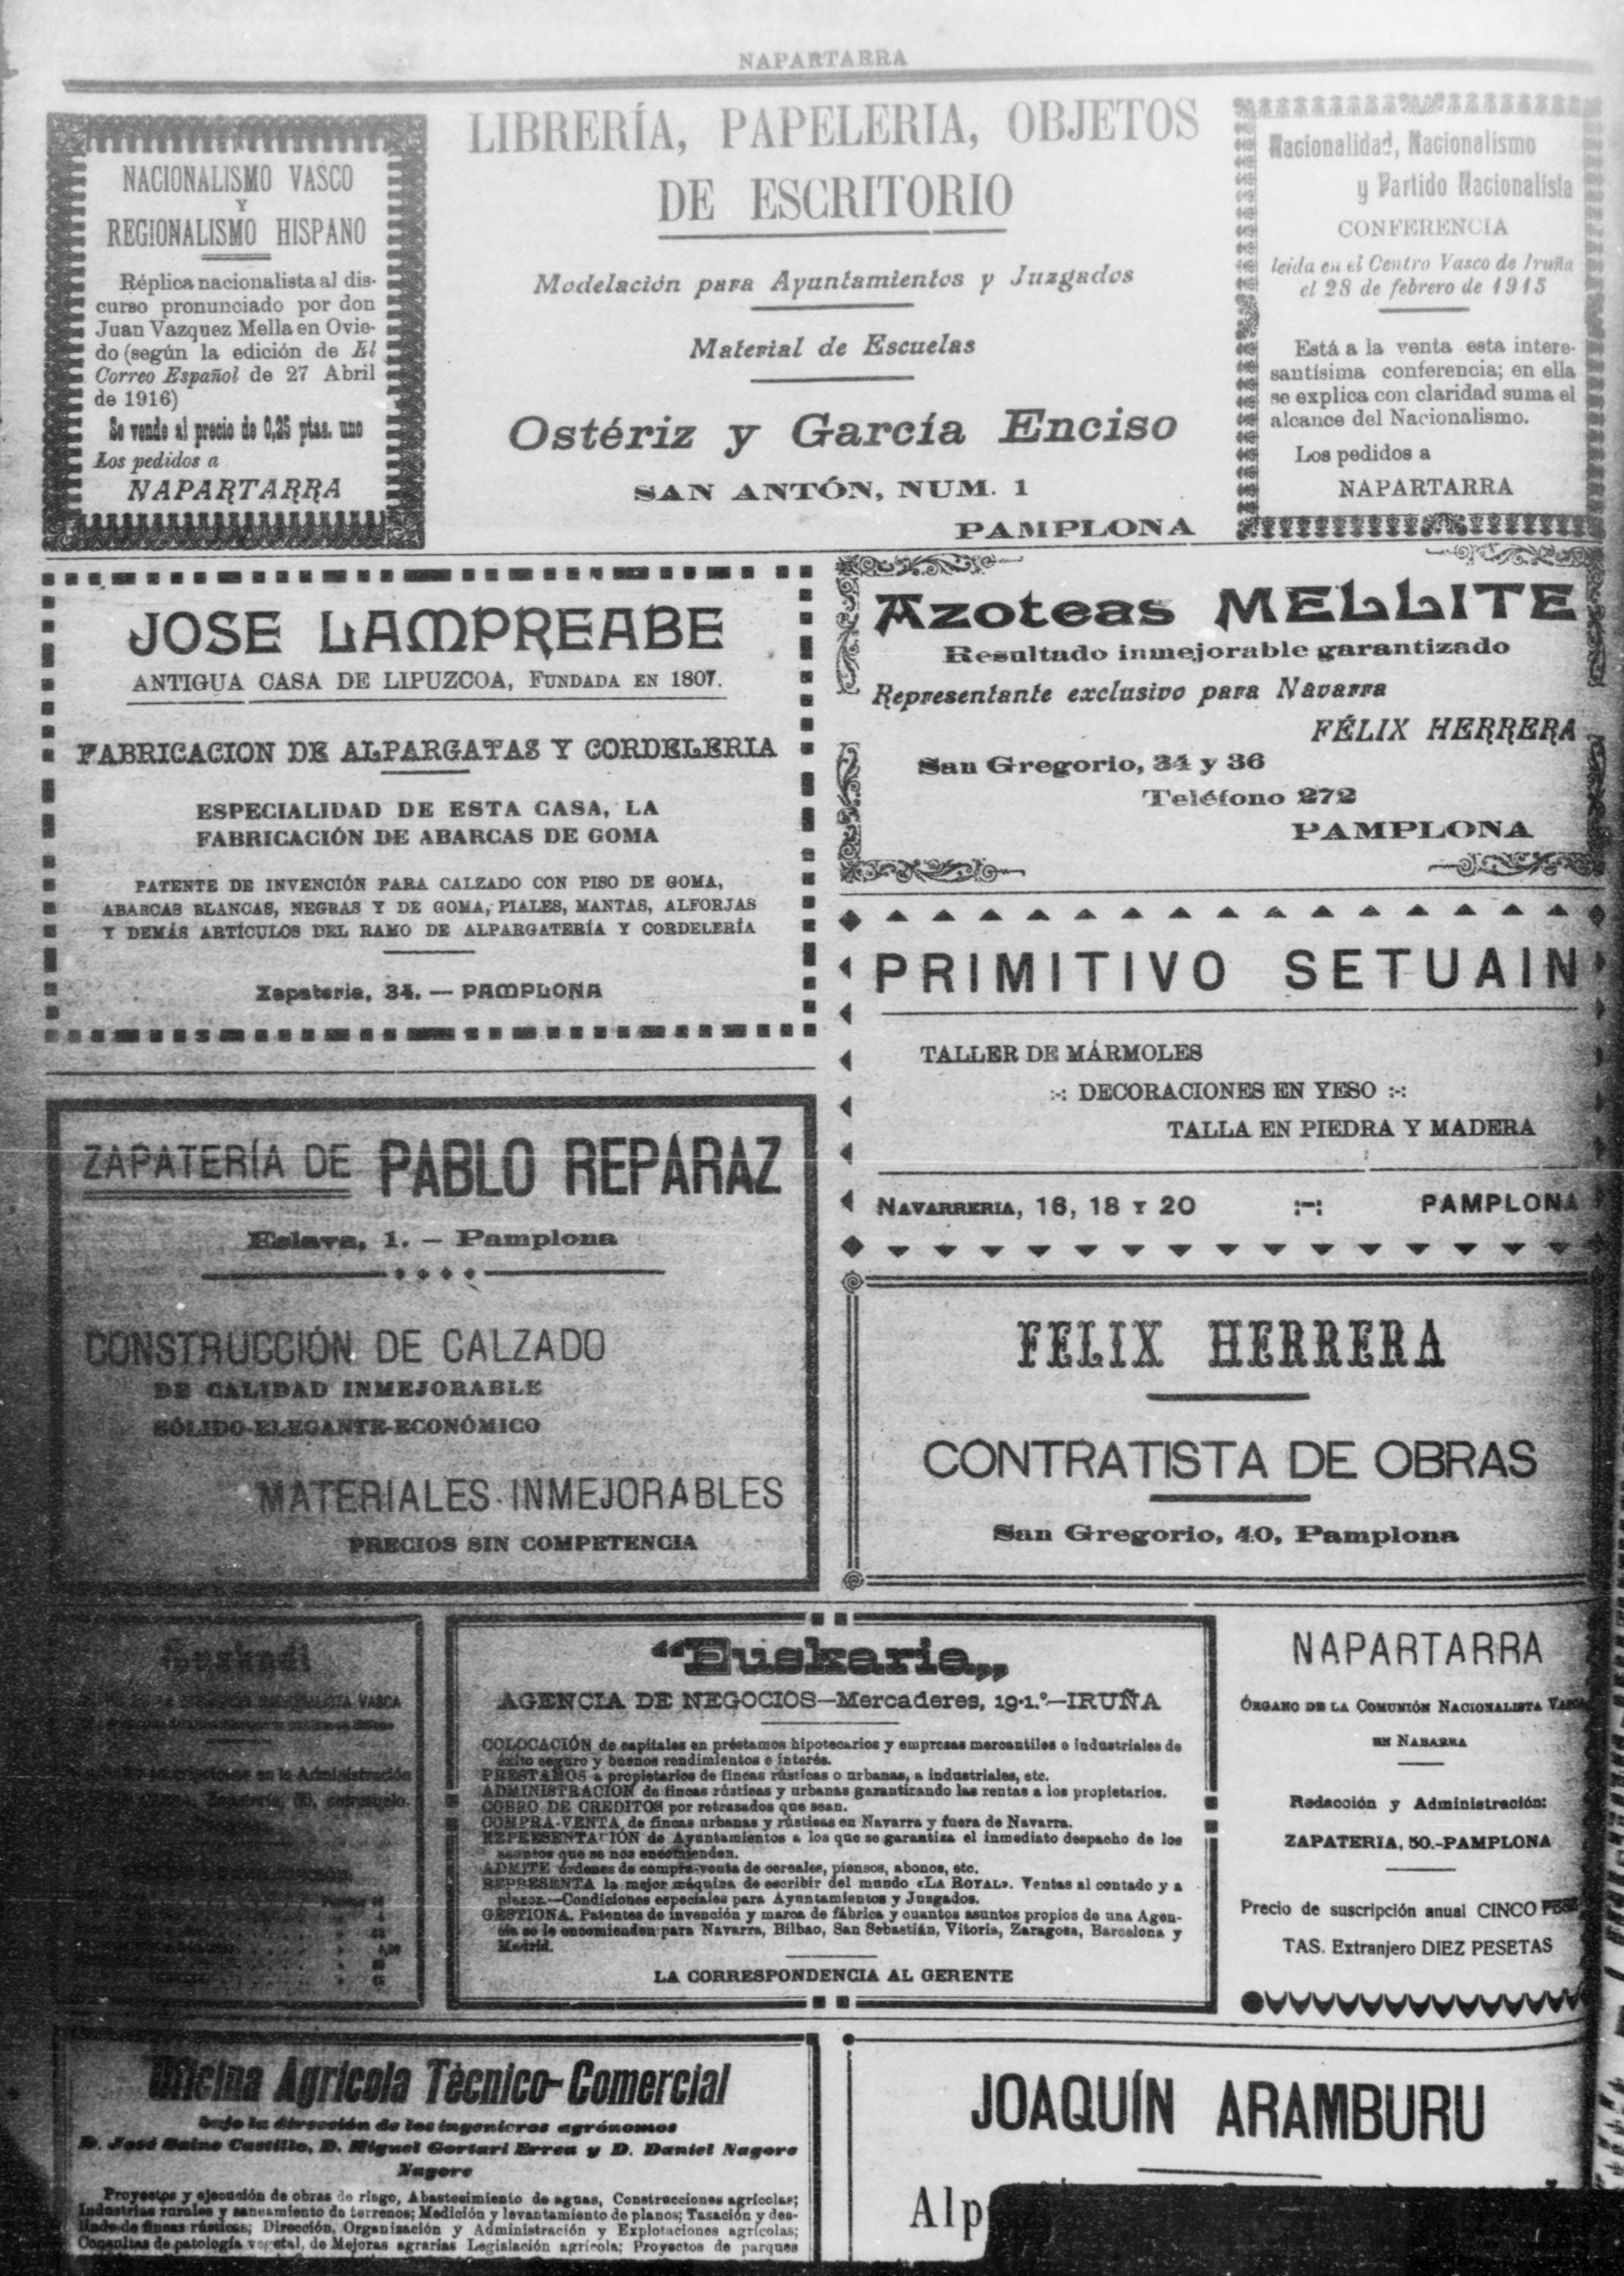 NAPARTARRA
NACIONALISMO VASCO
Y
REGIONALISMO HISPANO
Réplica nacionalista al dis-
curso pronunciado por don
Juan Vazquez Mella en Ovie-
do (según la edición de El
Correo Español de 27 Abril
de 1916)
Se vende al precio de 0,25 ptas. uno
Los pedidos a
NAPARTARRA
LIBRERÍA, PAPELERIA, OBJETOS
DE ESCRITORIO
Modelación para Ayuntamientos y Juzgados
Material de Escuelas
Ostériz y García Enciso
SAN ANTÓN, NUM. 1
PAMPLONA
Nacionalidad, Nacionalismo
y Partido Nacionalista
CONFERENCIA
leida en el Centro Vasco de Iruña
el 28 de febrero de 1915
Está a la venta esta intere-
santísima conferencia; en ella
se explica con claridad suma el
alcance del Nacionalismo.
Los pedidos a
NAPARTARRA
JOSE LAMPREABE
ANTIGUA CASA DE LIPUZCOA, FUNDADA EN 1807.
FABRICACION DE ALPARGATAS Y CORDELERIA
ESPECIALIDAD DE ESTA CASA, LA
FABRICACIÓN DE ABARCAS DE GOMA
PATENTE DE INVENCIÓN PARA CALZADO CON PISO DE GOMA,
ABARCAS BLANCAS, NEGRAS Y DE GOMA, PIALES, MANTAS, ALFORJAS
Y DEMÁS ARTÍCULOS DEL RAMO DE ALPARGATERÍA Y CORDELERÍA
Zapateria, 34. — PAMPLONA
Azoteas MELLITE
Resultado inmejorable garantizado
Representante exclusivo para Navarra
FÉLIX HERRERA
San Gregorio, 34 y 36
Teléfono 272
PAMPLONA
PRIMITIVO SETUAIN
TALLER DE MÁRMOLES
:-: DECORACIONES EN YESO :-:
TALLA EN PIEDRA Y MADERA
NAVARRERIA, 16, 18 Y 20 :-: PAMPLONA
ZAPATERÍA DE PABLO REPARAZ
Eslava, 1. — Pamplona
CONSTRUCCIÓN DE CALZADO
DE CALIDAD INMEJORABLE
SÓLIDO-ELEGANTE-ECONÓMICO
MATERIALES INMEJORABLES
PRECIOS SIN COMPETENCIA
FELIX HERRERA
CONTRATISTA DE OBRAS
San Gregorio, 40, Pamplona
Euzkadi
VASCA
en la Administración
Zapatería, 50, entresuelo.
"Euskaria„
AGENCIA DE NEGOCIOS—Mercaderes, 19-1.º—IRUÑA
COLOCACIÓN de capitales en préstamos hipotecarios y empresas mercantiles o industriales de
éxito seguro y buenos rendimientos e interés.
PRESTAMOS a propietarios de fincas rústicas o urbanas, a industriales, etc.
ADMINISTRACION de fincas rústicas y urbanas garantizando las rentas a los propietarios.
COBRO DE CREDITOS por retrasados que sean.
COMPRA-VENTA de fincas urbanas y rústicas en Navarra y fuera de Navarra.
REPRESENTACIÓN de Ayuntamientos a los que se garantiza el inmediato despacho de los
asuntos que se nos encomienden.
ADMITE órdenes de compra-venta de cereales, piensos, abonos, etc.
REPRESENTA la mejor máquina de escribir del mundo «LA ROYAL». Ventas al contado y a
plazos.—Condiciones especiales para Ayuntamientos y Juzgados.
GESTIONA. Patentes de invención y marca de fábrica y cuantos asuntos propios de una Agen-
cia se le encomienden para Navarra, Bilbao, San Sebastián, Vitoria, Zaragoza, Barcelona y
Madrid.
LA CORRESPONDENCIA AL GERENTE
NAPARTARRA
ÓRGANO DE LA COMUNIÓN NACIONALISTA VASCA
EN NABARRA
Redacción y Administración:
ZAPATERIA, 50.-PAMPLONA
Precio de suscripción anual CINCO PESE
TAS. Extranjero DIEZ PESETAS
Oficina Agrícola Tècnico-Comercial
bajo la dirección de los ingenieros agrónomos
D. José Sainz Castillo, D. Miguel Gortari Errea y D. Daniel Nagore
Nagore
Proyectos y ejecución de obras de riego, Abastecimiento de aguas, Construcciones agrícolas;
Industrias rurales y saneamiento de terrenos; Medición y levantamiento de planos; Tasación y des-
linde de fincas rústicas; Dirección, Organización y Administración y Explotaciones agrícolas;
Consultas de patología vegetal, de Mejoras agrarias Legislación agrícola; Proyectos de parques
JOAQUÍN ARAMBURU
Alp